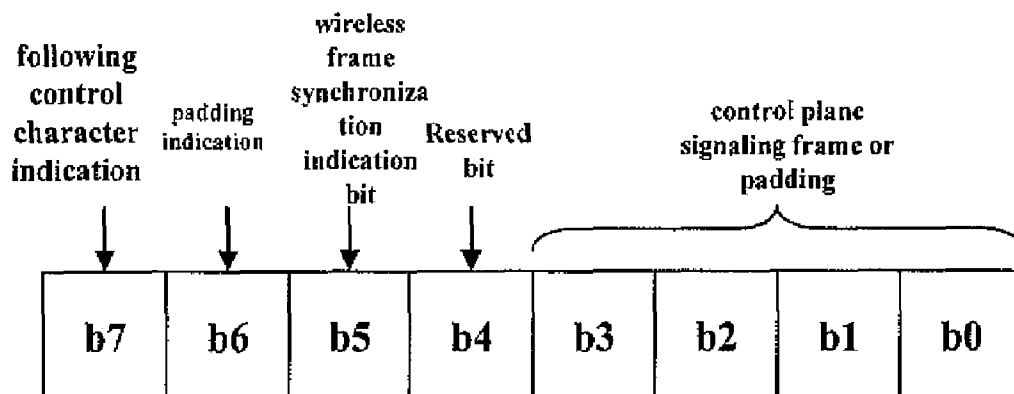 following
control
character
indication
padding
indication
wireless
frame
synchroniza
tion
indication
bit
Reserved
bit
control plane
signaling frame or
padding
b7 b6 b5 b4 b3 b2 b1 b0